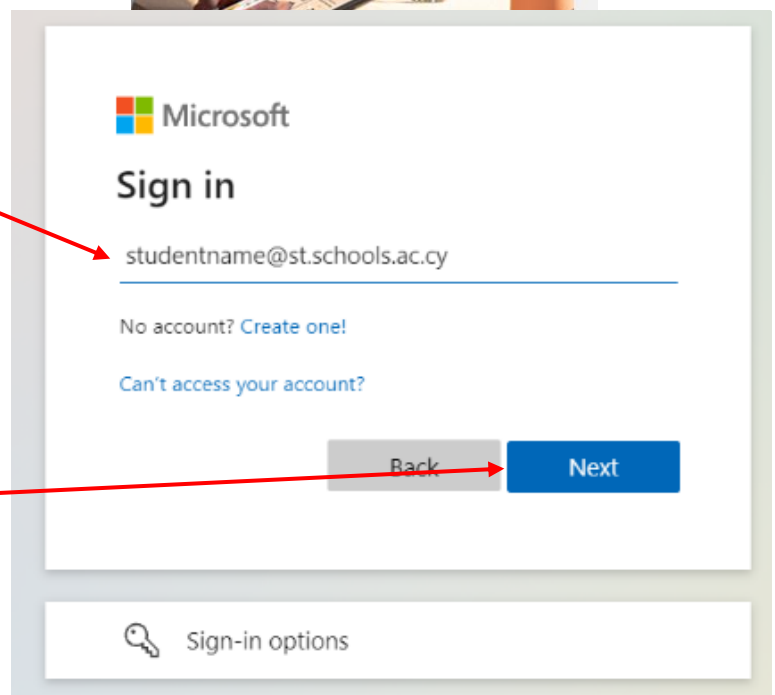 Microsoft
Sign in
studentname@st.schools.ac.cy
No account? Create one!
Can't access your account?
Back Next
Sign-in options